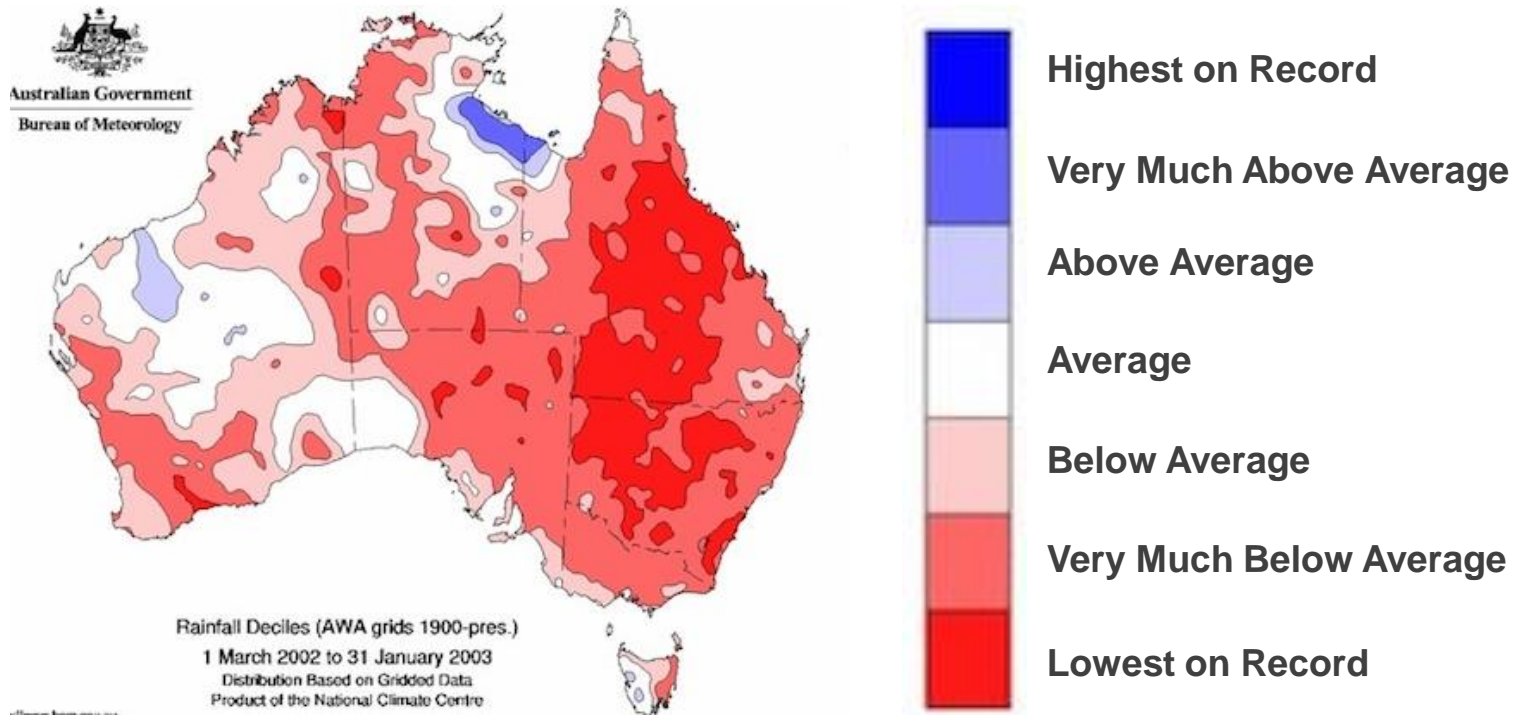 Australian Government
Bureau of Meteorology
Rainfall Deciles (AWA grids 1900-pres.)
1 March 2002 to 31 January 2003
Distribution Based on Gridded Data
Product of the National Climate Centre
Highest on Record
Very Much Above Average
Above Average
Average
Below Average
Very Much Below Average
Lowest on Record